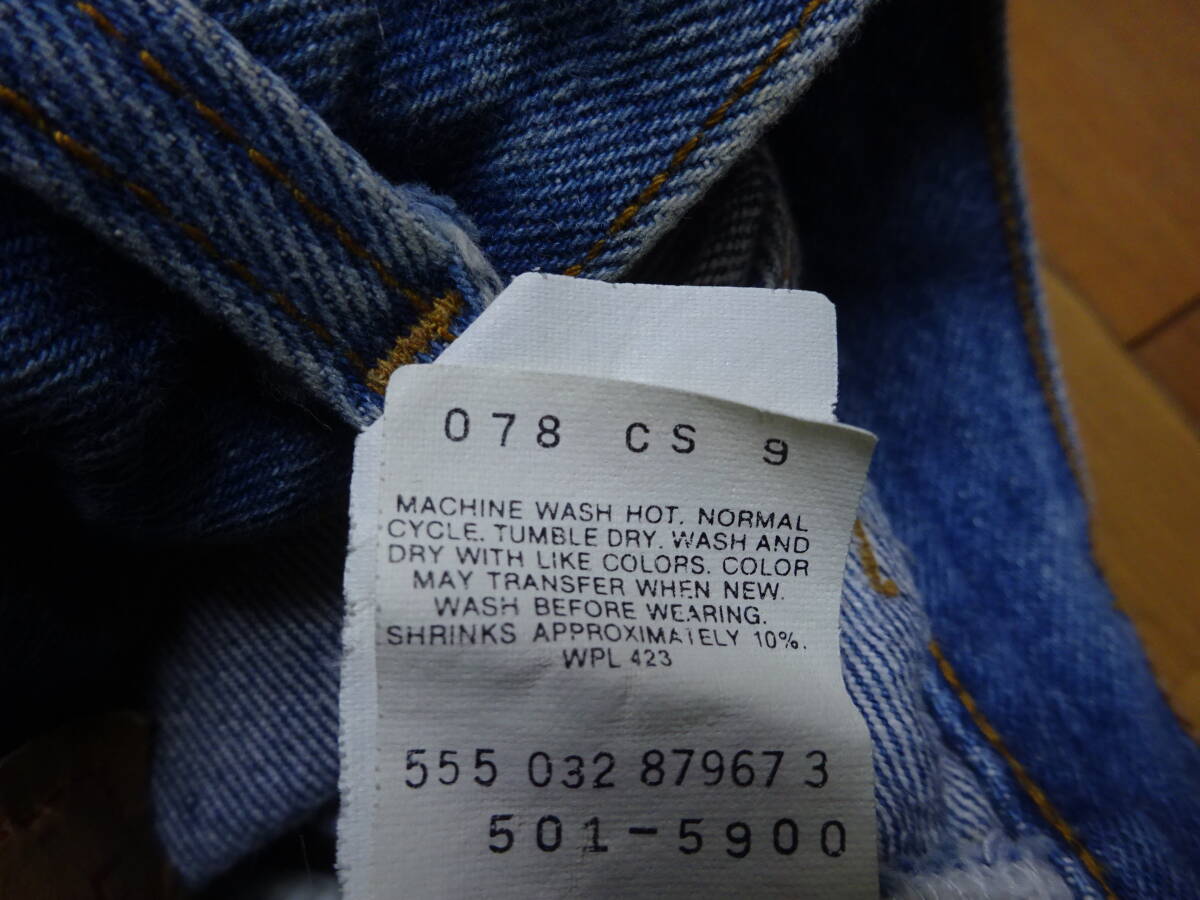 078 CS 9
MACHINE WASH HOT. NORMAL
CYCLE. TUMBLE DRY. WASH AND
DRY WITH LIKE COLORS. COLOR
MAY TRANSFER WHEN NEW.
WASH BEFORE WEARING.
SHRINKS APPROXIMATELY 10%.
WPL 423
555 032 87967 3
501-5900